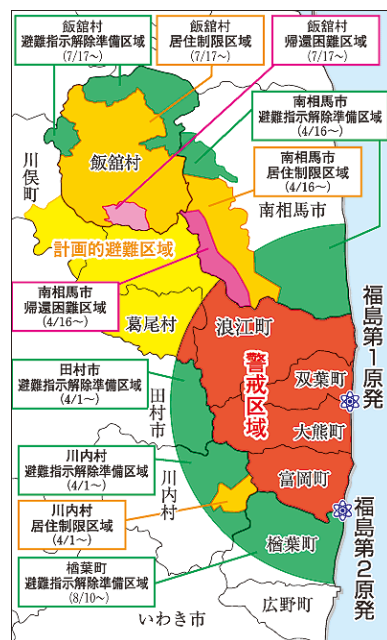 飯舘村
避難指示解除準備区域
(7/17～)
飯舘村
居住制限区域
(7/17～)
飯舘村
帰還困難区域
(7/17～)
南相馬市
避難指示解除準備区域
(4/16～)
南相馬市
居住制限区域
(4/16～)
川俣町
飯舘村
南相馬市
計画的避難区域
南相馬市
帰還困難区域
(4/16～)
葛尾村
浪江町
福島第1原発
警戒区域
双葉町
大熊町
富岡町
田村市
避難指示解除準備区域
(4/1～)
田村市
川内村
避難指示解除準備区域
(4/1～)
川内村
川内村
居住制限区域
(4/1～)
福島第2原発
楢葉町
避難指示解除準備区域
(8/10～)
楢葉町
広野町
いわき市